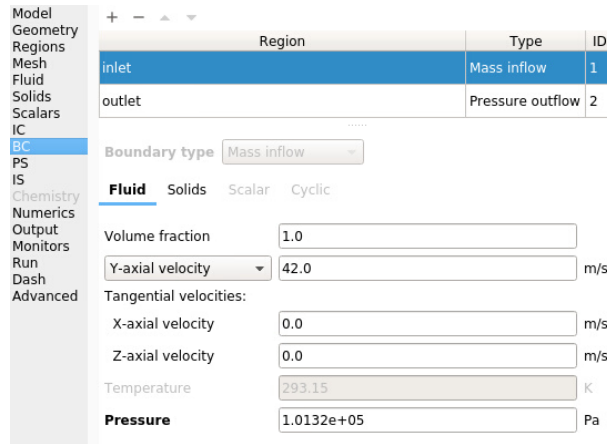 Model
Geometry
Regions
Mesh
Fluid
Solids
Scalars
IC
BC
PS
IS
Chemistry
Numerics
Output
Monitors
Run
Dash
Advanced
Region Type ID
inlet Mass inflow 1
outlet Pressure outflow 2
Boundary type Mass inflow
Fluid Solids Scalar Cyclic
Volume fraction 1.0
Y-axial velocity 42.0 m/s
Tangential velocities:
X-axial velocity 0.0 m/s
Z-axial velocity 0.0 m/s
Temperature 293.15 K
Pressure 1.0132e+05 Pa